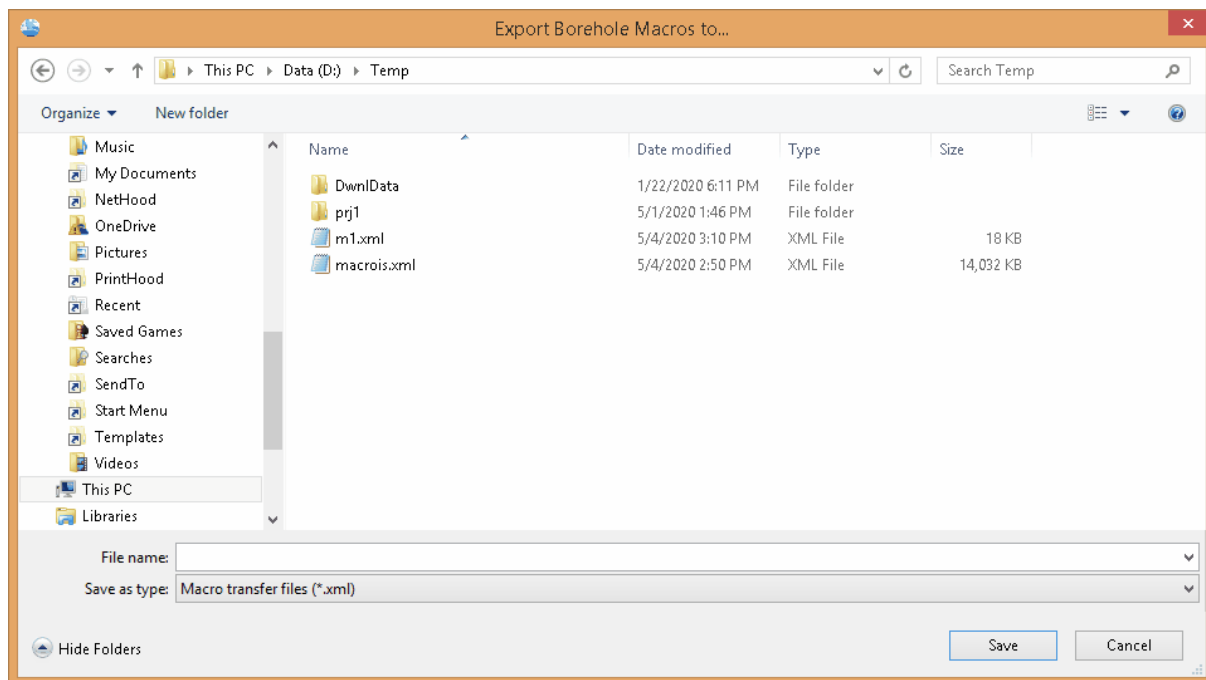 Export Borehole Macros to...
This PC Data (D:) Temp
Search Temp
Organize New folder
Music
My Documents
NetHood
OneDrive
Pictures
PrintHood
Recent
Saved Games
Searches
SendTo
Start Menu
Templates
Videos
This PC
Libraries
Name Date modified Type Size
DwnlData 1/22/2020 6:11 PM File folder
prj1 5/1/2020 1:46 PM File folder
m1.xml 5/4/2020 3:10 PM XML File 18 KB
macrois.xml 5/4/2020 2:50 PM XML File 14,032 KB
File name:
Save as type: Macro transfer files (*.xml)
Hide Folders Save Cancel